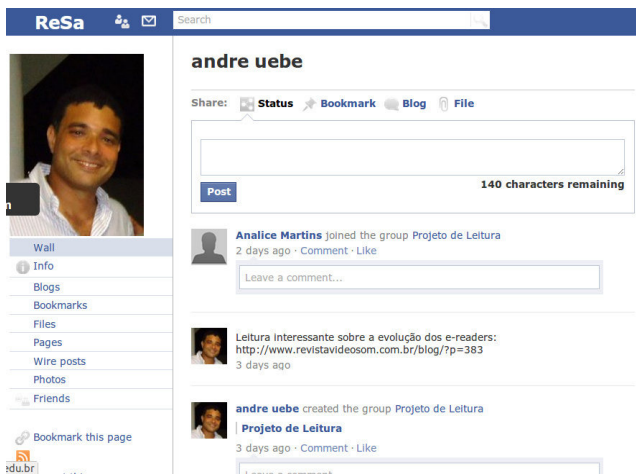 ReSa
Search
andre uebe
Share: Status Bookmark Blog File
140 characters remaining
Post
Wall
Info
Blogs
Bookmarks
Files
Pages
Wire posts
Photos
Friends
Bookmark this page
edu.br
Analice Martins joined the group Projeto de Leitura
2 days ago · Comment · Like
Leave a comment...
Leitura interessante sobre a evolução dos e-readers:
http://www.revistavideosom.com.br/blog/?p=383
3 days ago
andre uebe created the group Projeto de Leitura
Projeto de Leitura
3 days ago · Comment · Like